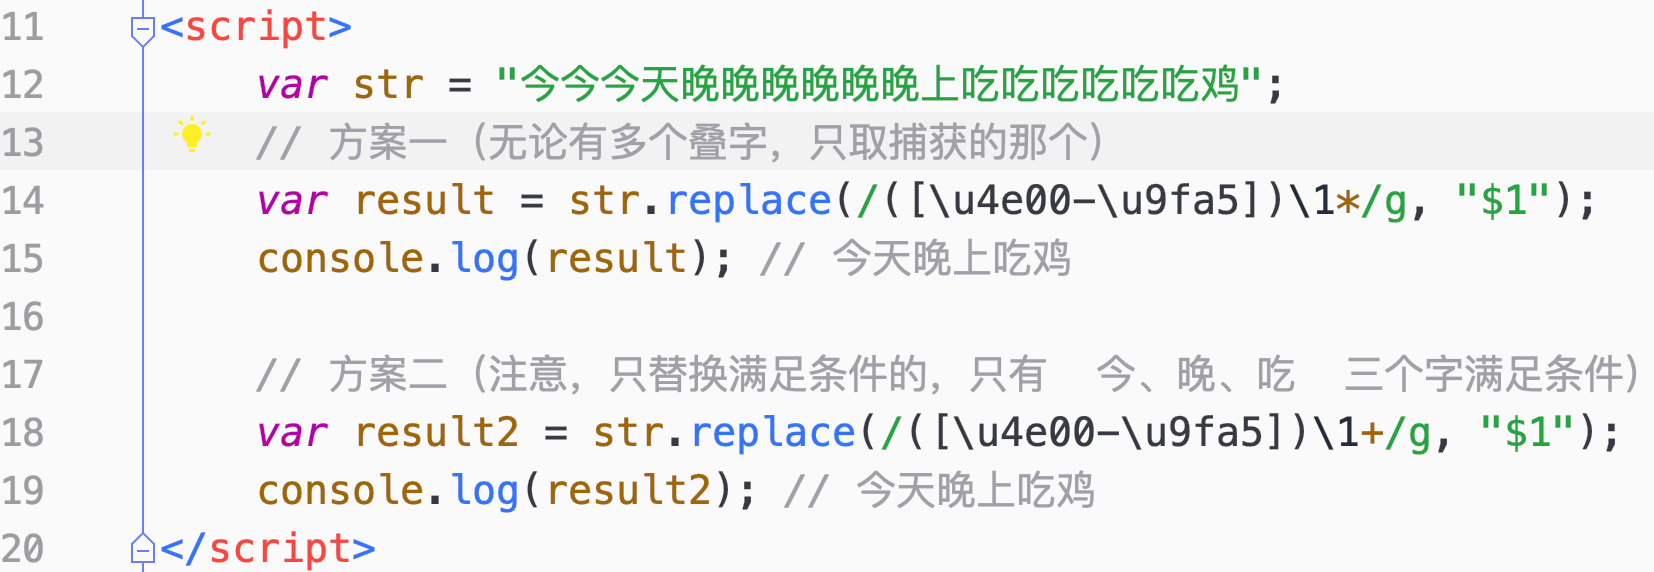 11 <script>
12 var str = "今今今天晚晚晚晚晚晚上吃吃吃吃吃吃鸡";
13 // 方案一（无论有多个叠字，只取捕获的那个）
14 var result = str.replace(/([\u4e00-\u9fa5])\1*/g, "$1");
15 console.log(result); // 今天晚上吃鸡
16
17 // 方案二（注意，只替换满足条件的，只有  今、晚、吃  三个字满足条件）
18 var result2 = str.replace(/([\u4e00-\u9fa5])\1+/g, "$1");
19 console.log(result2); // 今天晚上吃鸡
20 </script>